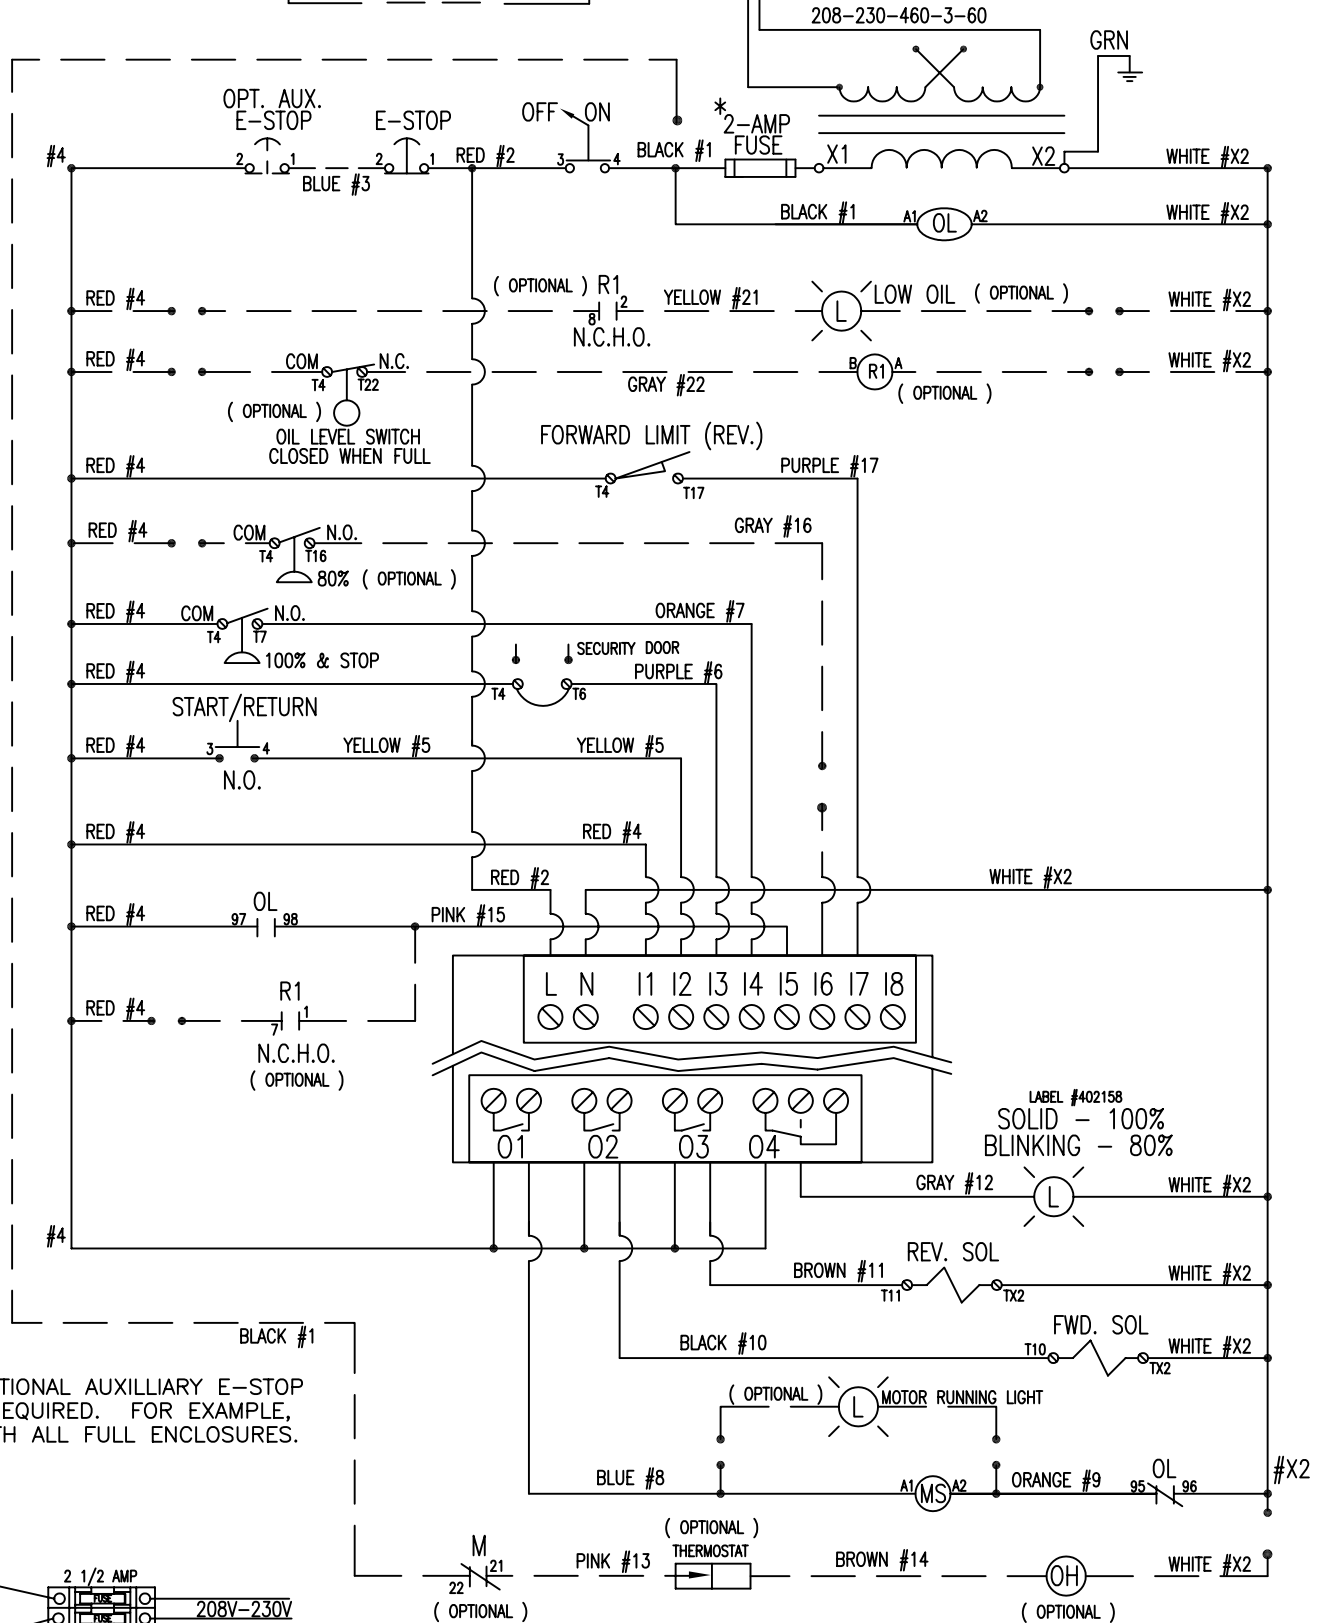 208-230-460-3-60
GRN
OPT. AUX.
E-STOP
E-STOP
OFF ON
*
2-AMP
FUSE
#4
2 1
BLUE #3
2 1
RED #2
3 4
BLACK #1
X1
X2
WHITE #X2
BLACK #1
A1 OL A2
WHITE #X2
RED #4
( OPTIONAL ) R1
8 2
N.C.H.O.
YELLOW #21
L
LOW OIL ( OPTIONAL )
WHITE #X2
RED #4
COM N.C.
T4 T22
GRAY #22
B R1 A
( OPTIONAL )
WHITE #X2
( OPTIONAL )
OIL LEVEL SWITCH
CLOSED WHEN FULL
FORWARD LIMIT (REV.)
RED #4
T4 T17
PURPLE #17
RED #4
COM N.O.
T4 T16
80% ( OPTIONAL )
GRAY #16
RED #4
COM N.O.
T4 T7
100% & STOP
ORANGE #7
RED #4
SECURITY DOOR
T4 T6
PURPLE #6
START/RETURN
RED #4
3 4
N.O.
YELLOW #5
YELLOW #5
RED #4
RED #4
RED #2
WHITE #X2
RED #4
OL
97 98
PINK #15
RED #4
R1
7 1
N.C.H.O.
( OPTIONAL )
L N I1 I2 I3 I4 I5 I6 I7 I8
O1 O2 O3 O4
LABEL #402158
SOLID - 100%
BLINKING - 80%
GRAY #12
L
WHITE #X2
#4
REV. SOL
BROWN #11
T11 TX2
WHITE #X2
BLACK #1
FWD. SOL
BLACK #10
T10 TX2
WHITE #X2
TIONAL AUXILLIARY E-STOP
EQUIRED. FOR EXAMPLE,
TH ALL FULL ENCLOSURES.
( OPTIONAL ) L MOTOR RUNNING LIGHT
BLUE #8
A1 MS A2
ORANGE #9
OL
95 96
#X2
M
22 21
( OPTIONAL )
PINK #13
( OPTIONAL )
THERMOSTAT
BROWN #14
OH
( OPTIONAL )
WHITE #X2
2 1/2 AMP
FUSE
208V-230V
FUSE